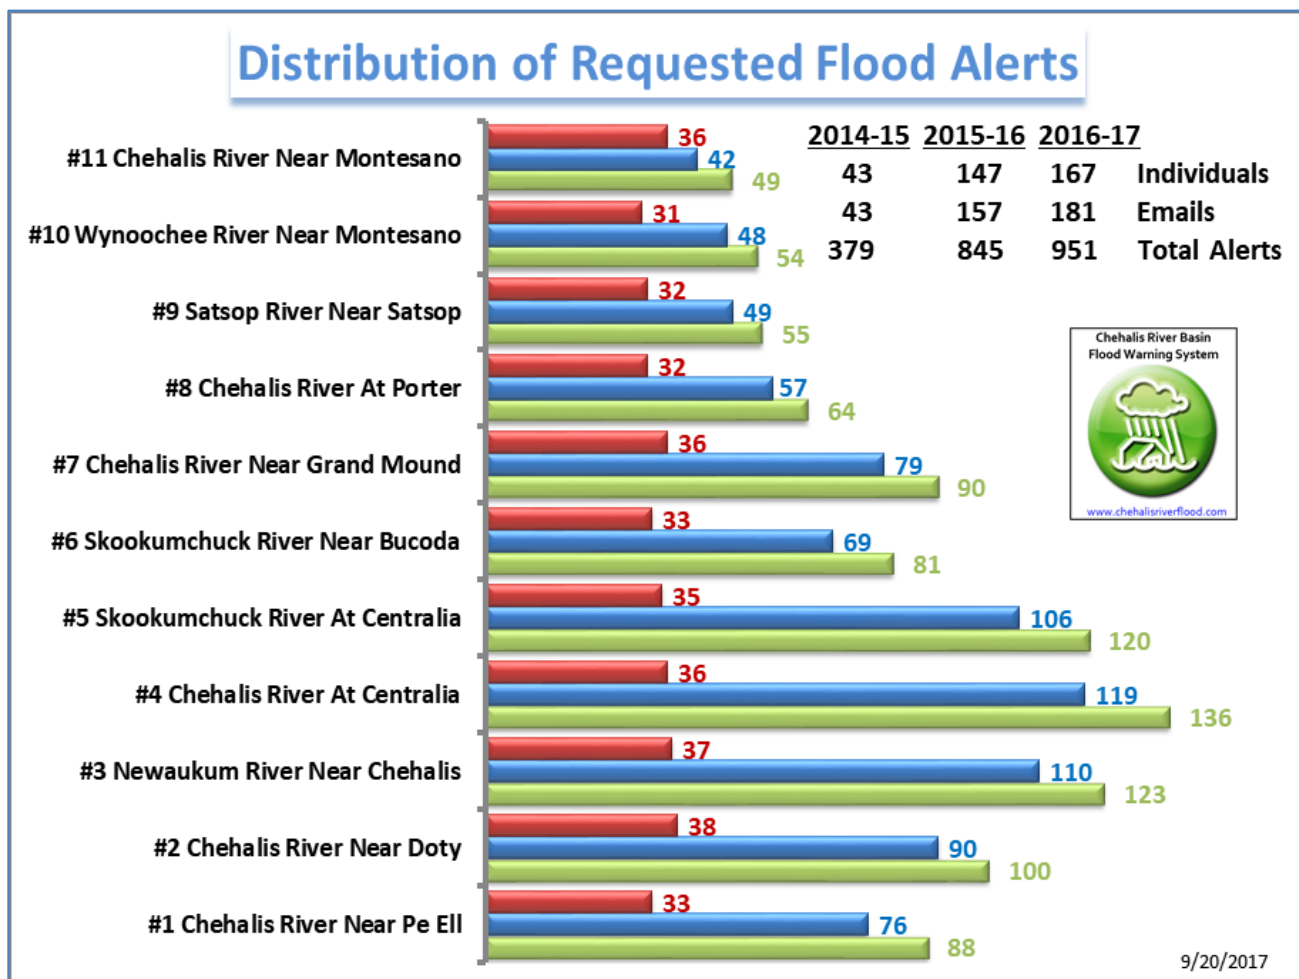 Distribution of Requested Flood Alerts
2014-15 2015-16 2016-17
43 147 167 Individuals
43 157 181 Emails
379 845 951 Total Alerts
#11 Chehalis River Near Montesano
36
42
49
#10 Wynoochee River Near Montesano
31
48
54
#9 Satsop River Near Satsop
32
49
55
#8 Chehalis River At Porter
32
57
64
#7 Chehalis River Near Grand Mound
36
79
90
#6 Skookumchuck River Near Bucoda
33
69
81
#5 Skookumchuck River At Centralia
35
106
120
#4 Chehalis River At Centralia
36
119
136
#3 Newaukum River Near Chehalis
37
110
123
#2 Chehalis River Near Doty
38
90
100
#1 Chehalis River Near Pe Ell
33
76
88
Chehalis River Basin
Flood Warning System
www.chehalisriverflood.com
9/20/2017